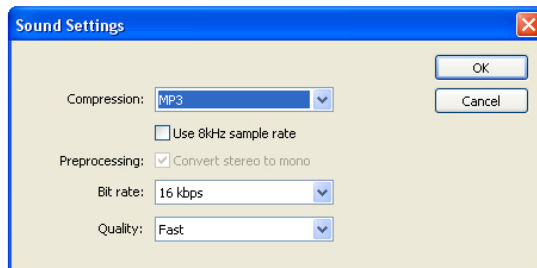 Sound Settings
OK
Compression: MP3
Cancel
Use 8kHz sample rate
Preprocessing: Convert stereo to mono
Bit rate: 16 kbps
Quality: Fast